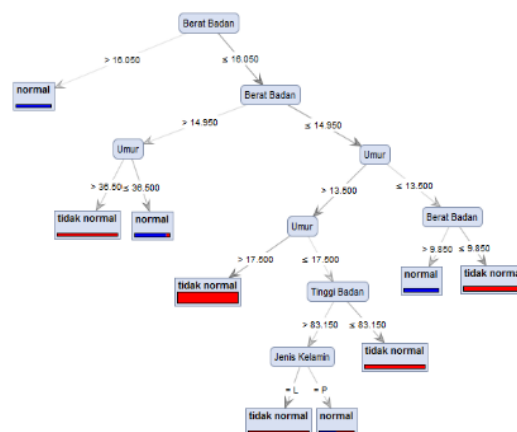 Berat Badan
> 16.050
≤ 16.050
normal
Berat Badan
> 14.950
≤ 14.950
Umur
Umur
> 36.50
≤ 36.500
> 13.500
≤ 13.500
tidak normal
normal
Umur
Berat Badan
> 17.500
≤ 17.500
> 9.850
≤ 9.850
tidak normal
Tinggi Badan
normal
tidak normal
> 83.150
≤ 83.150
Jenis Kelamin
tidak normal
= L
= P
tidak normal
normal